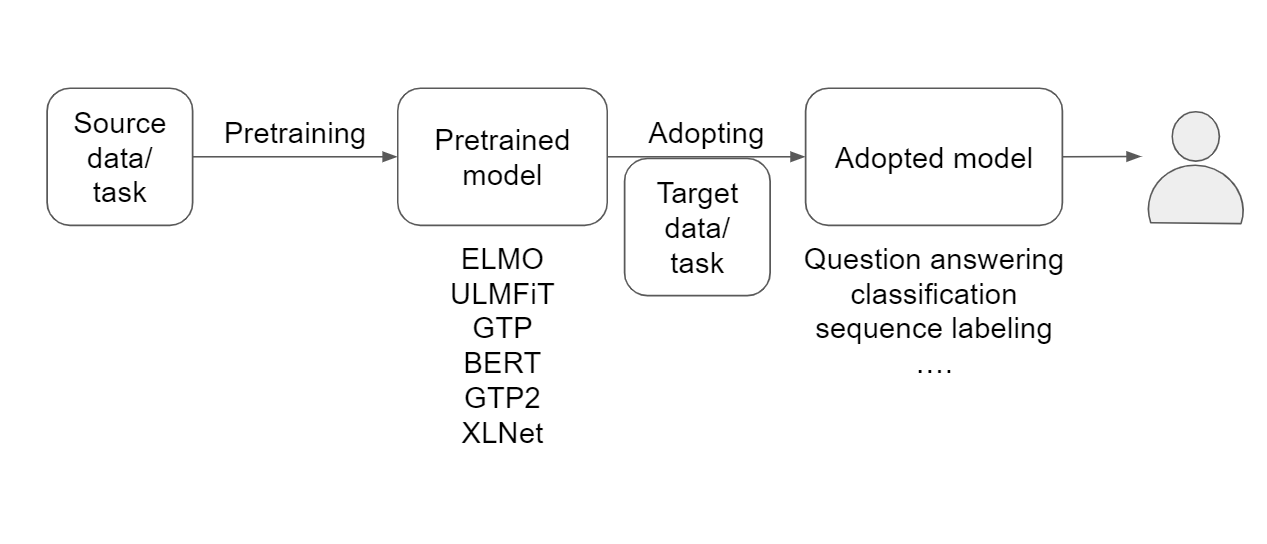 Source
data/
task
Pretraining
Pretrained
model
Adopting
Target
data/
task
Adopted model
ELMO
ULMFiT
GTP
BERT
GTP2
XLNet
Question answering
classification
sequence labeling
....